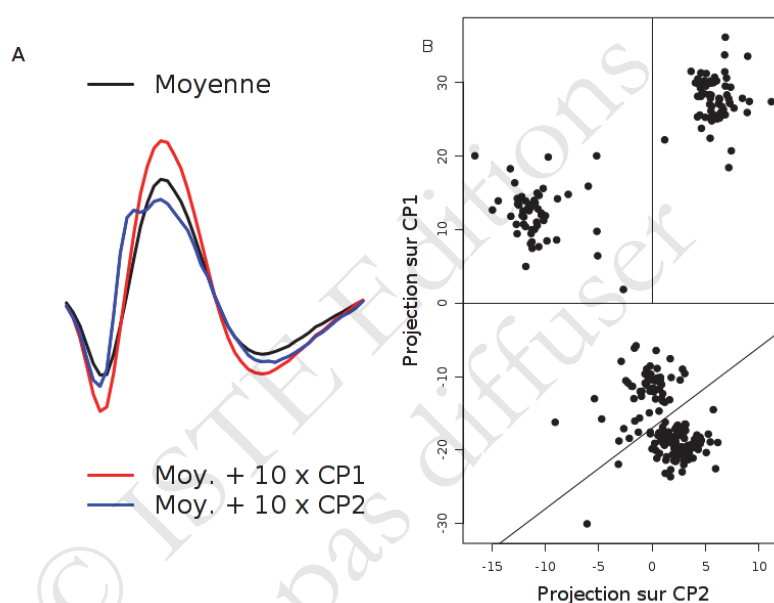 A
Moyenne
Moy. + 10 x CP1
Moy. + 10 x CP2
B
Projection sur CP1
30
20
10
0
-10
-20
-30
-15
-10
-5
0
5
10
Projection sur CP2
© ISTE Editions
pas diffuser